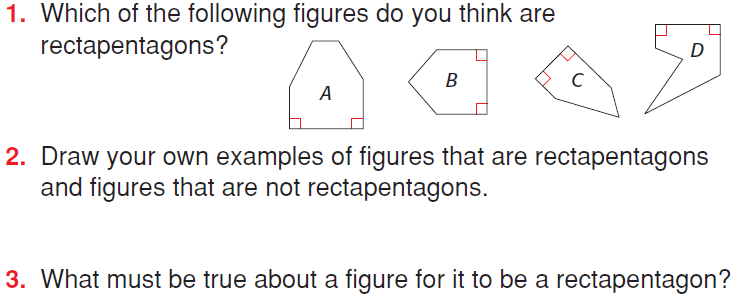 1. Which of the following figures do you think are
rectapentagons?
A
B
C
D
2. Draw your own examples of figures that are rectapentagons
and figures that are not rectapentagons.
3. What must be true about a figure for it to be a rectapentagon?